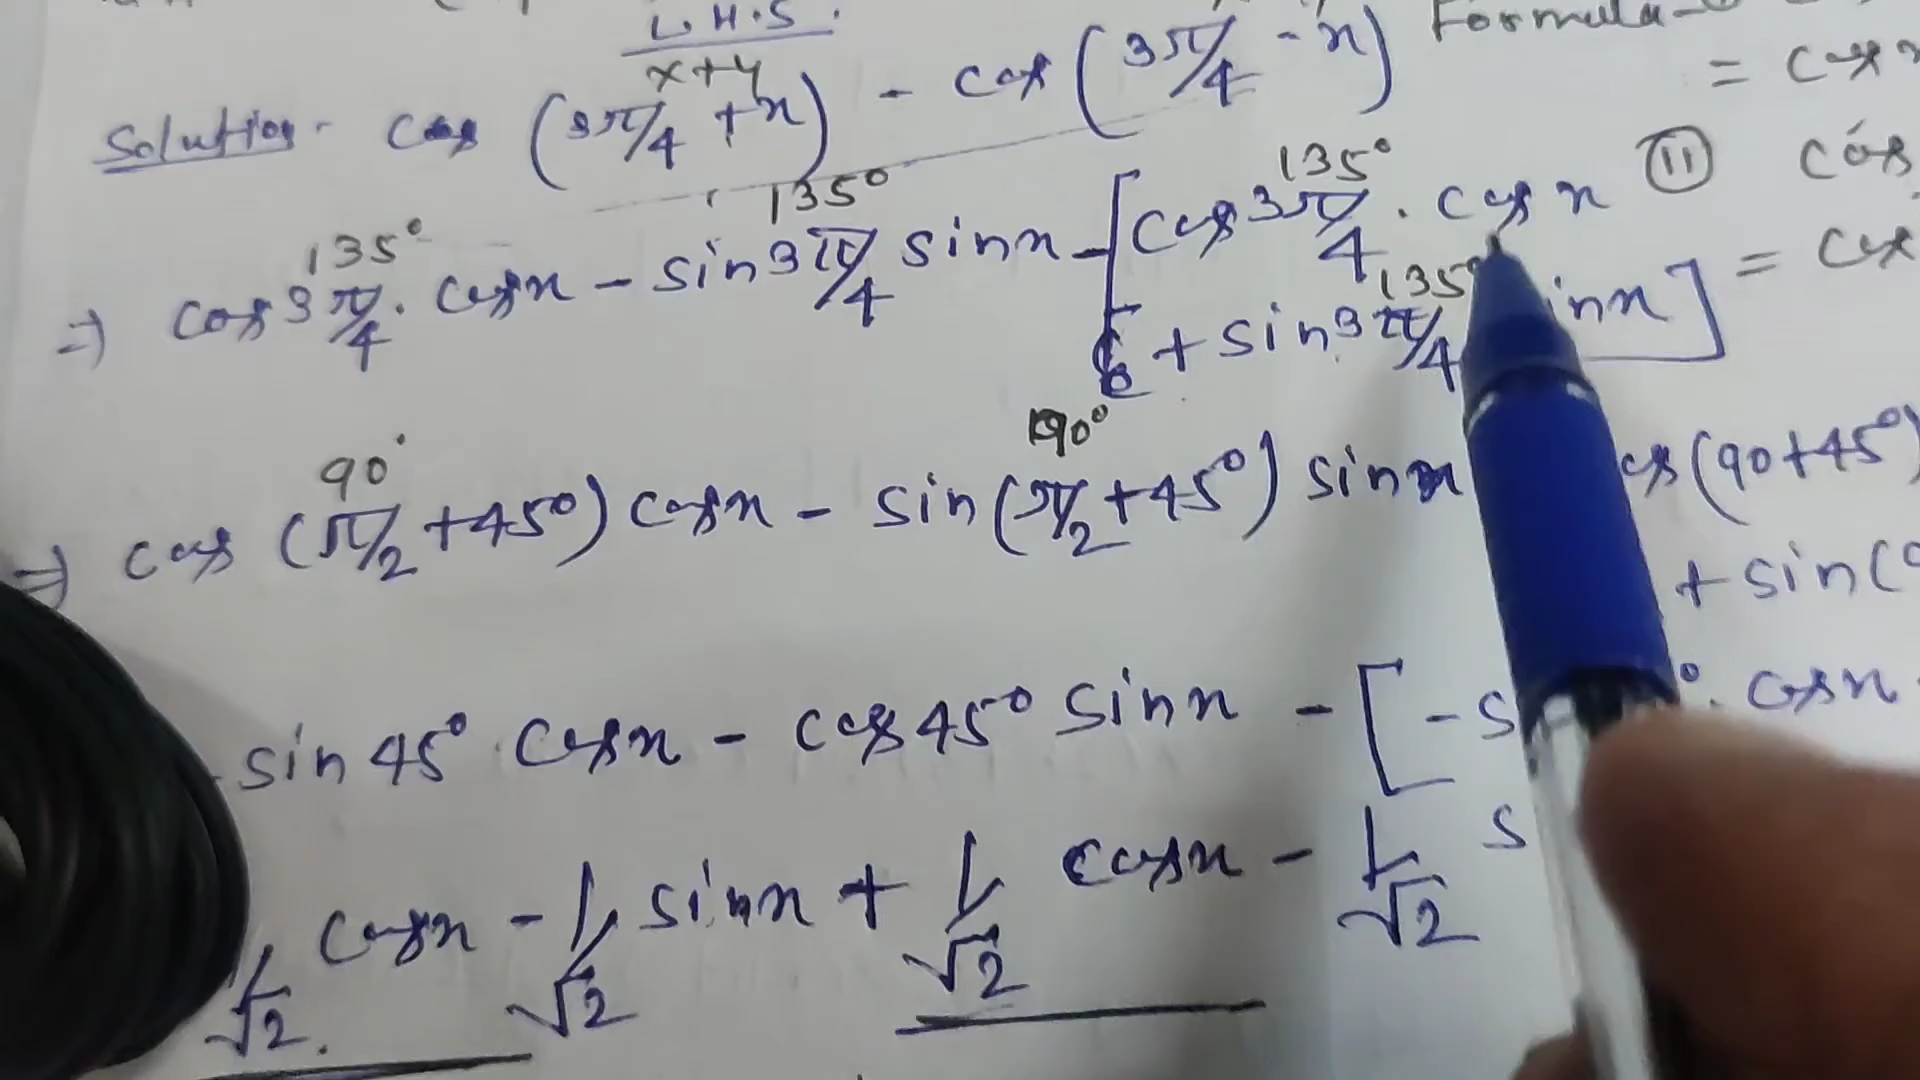 L.H.S. Formula
x+y = cos x
Solution - cos (3π/4 + x) - cos (3π/4 - x)
135° 135° 135° (II) cos
⇒ cos 3π/4 . cos x - sin 3π/4 sin x - [cos 3π/4 . cos x = cos
135°
+ sin 3π/4 inx]
90° 90°
⇒ cos (π/2 + 45°) cos x - sin (π/2 + 45°) sin x cos (90+45°)
+ sin (
sin 45° . cos x - cos 45° sin x - [- s ° . cos x
s
1/√2 cos x - 1/√2 sin x + 1/√2 cos x - 1/√2